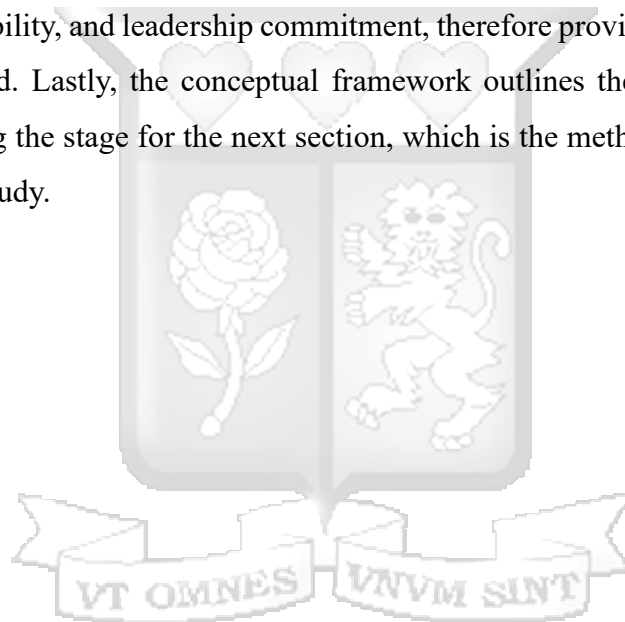 bility, and leadership commitment, therefore provi
d. Lastly, the conceptual framework outlines the
g the stage for the next section, which is the meth
udy.
VT OMNES VNVM SINT